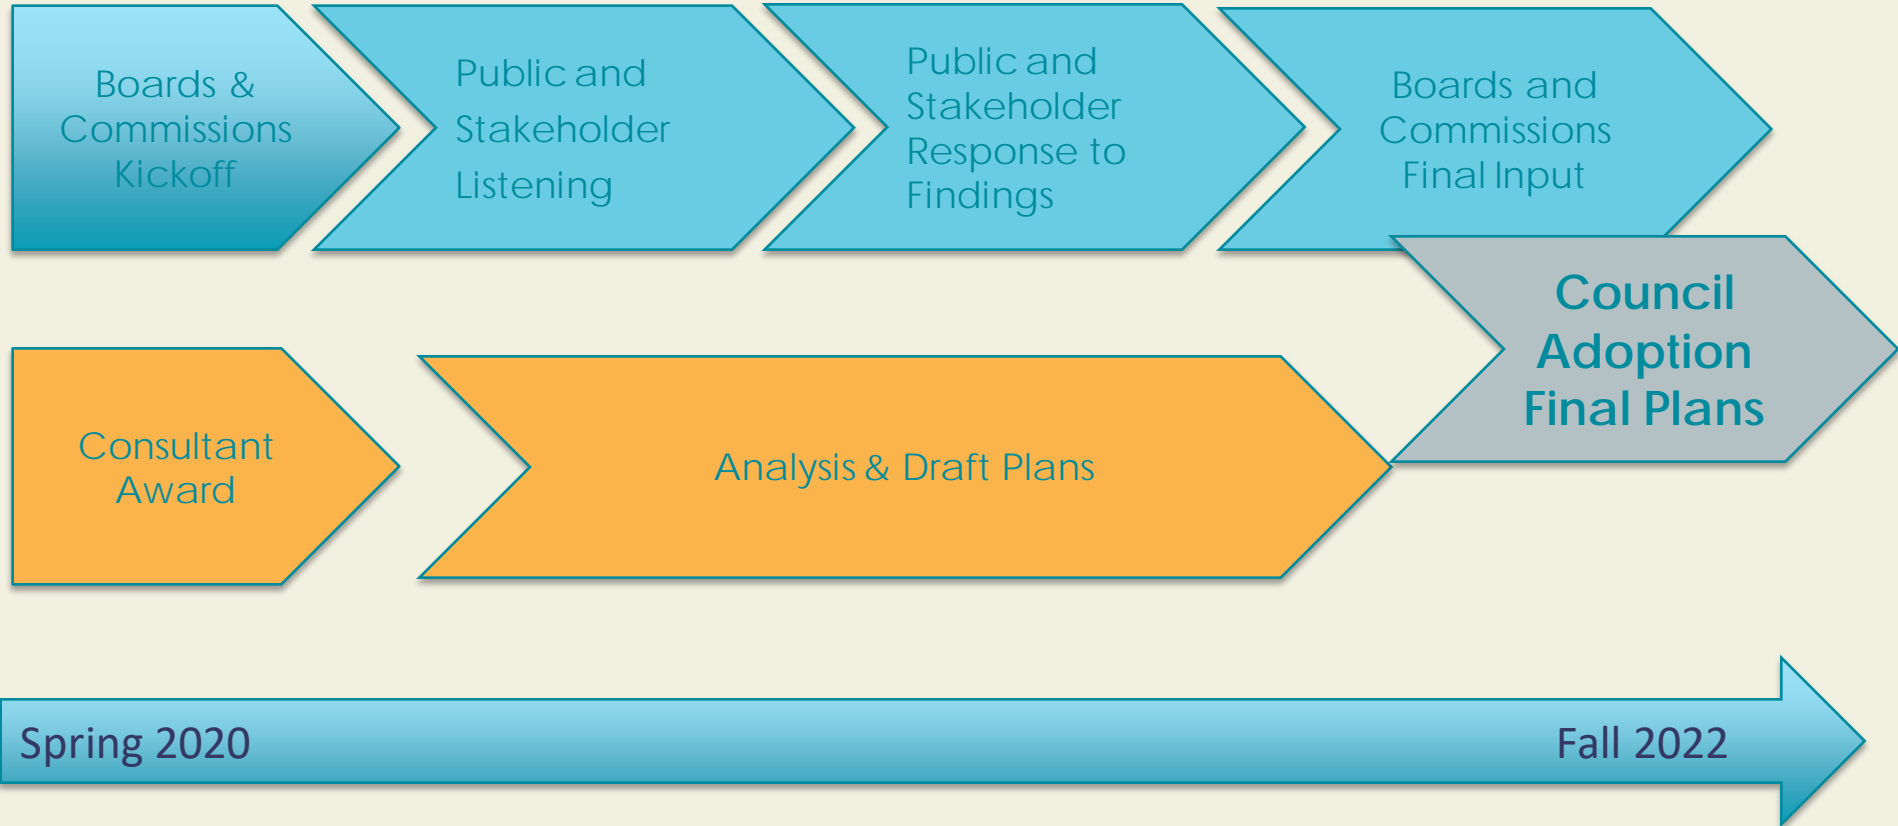 Boards &
Commissions
Kickoff
Public and
Stakeholder
Listening
Public and
Stakeholder
Response to
Findings
Boards and
Commissions
Final Input
Council
Adoption
Final Plans
Consultant
Award
Analysis & Draft Plans
Spring 2020
Fall 2022